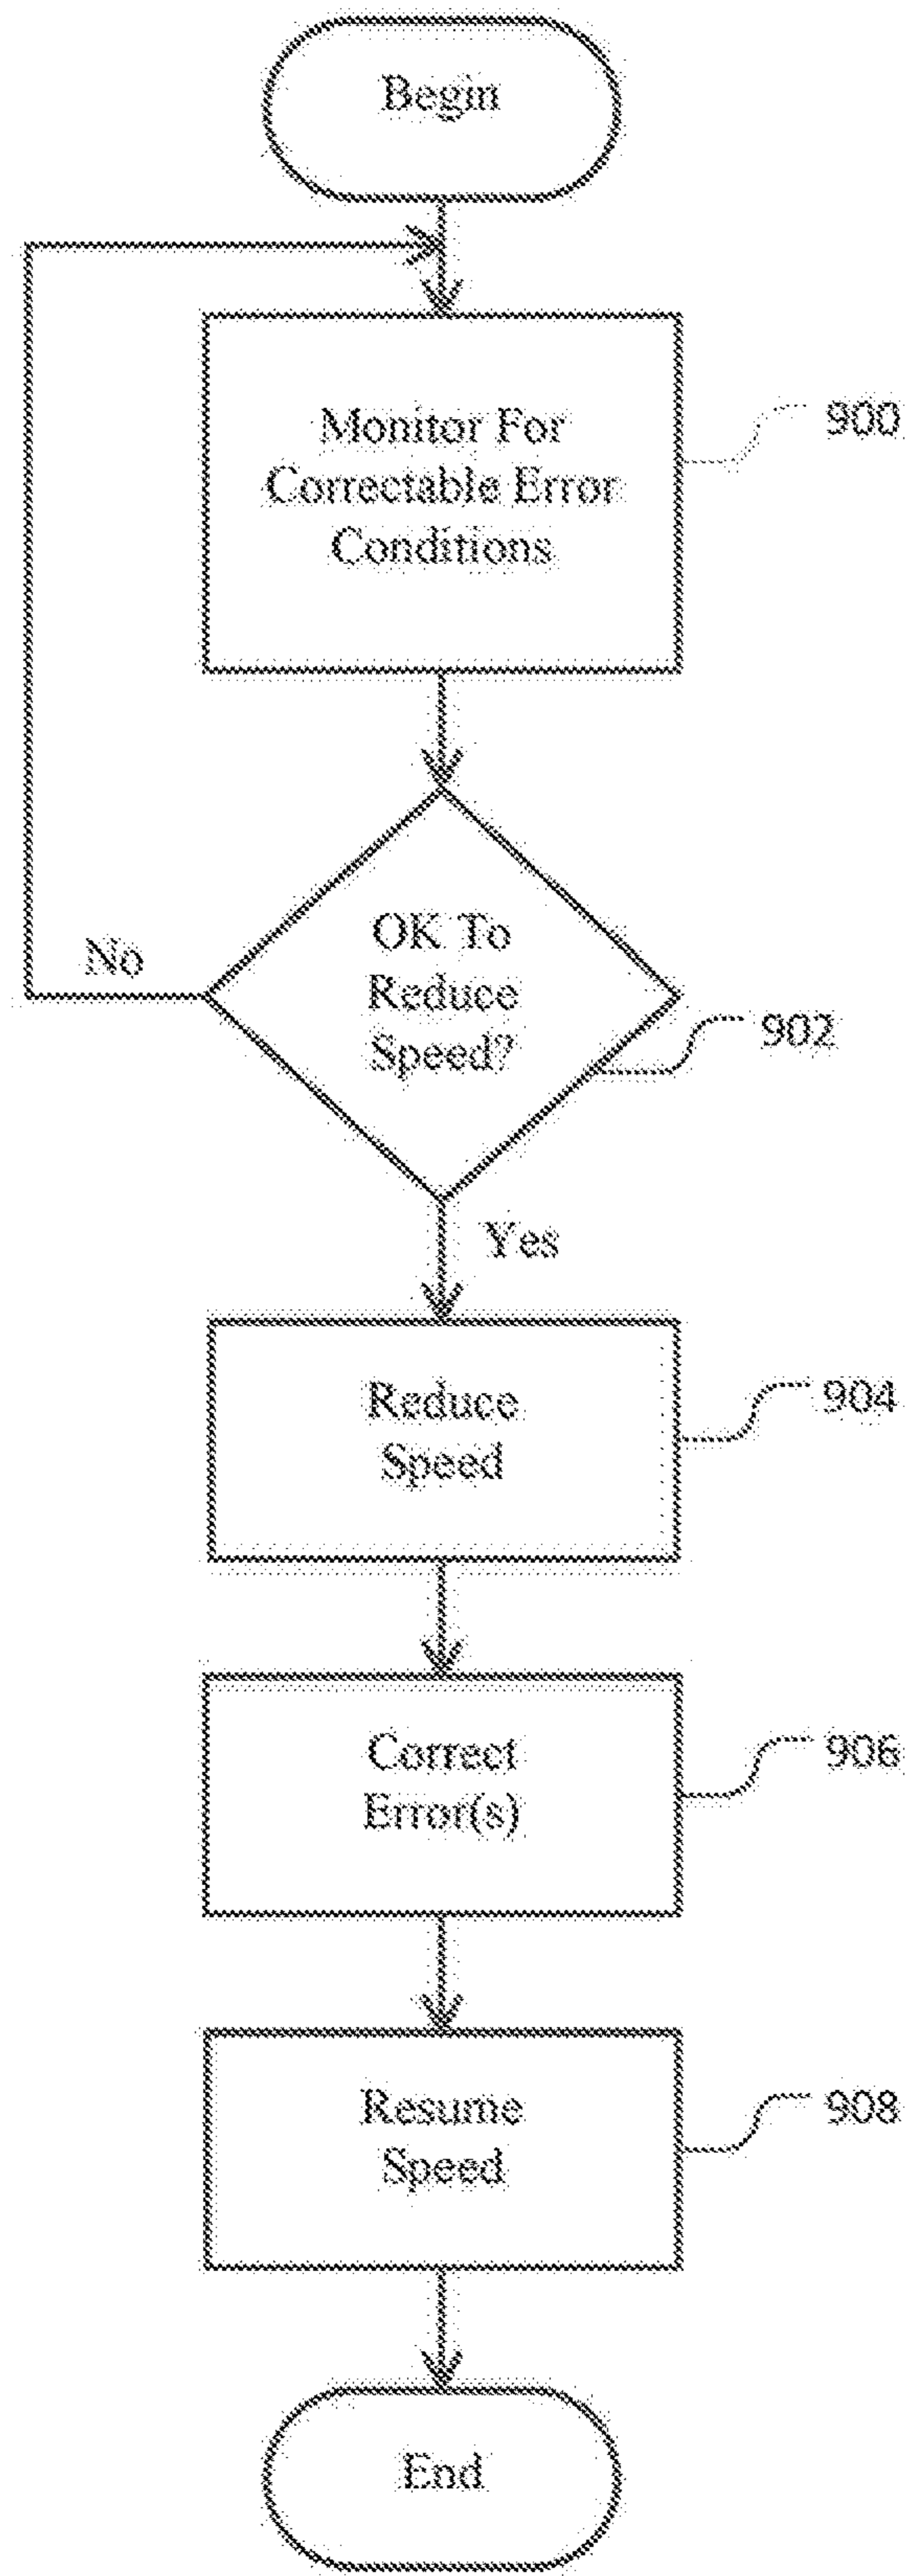 Begin
Monitor For
Correctable Error
Conditions
900
OK To
Reduce
Speed?
902
No
Yes
Reduce
Speed
904
Correct
Error(s)
906
Resume
Speed
908
End